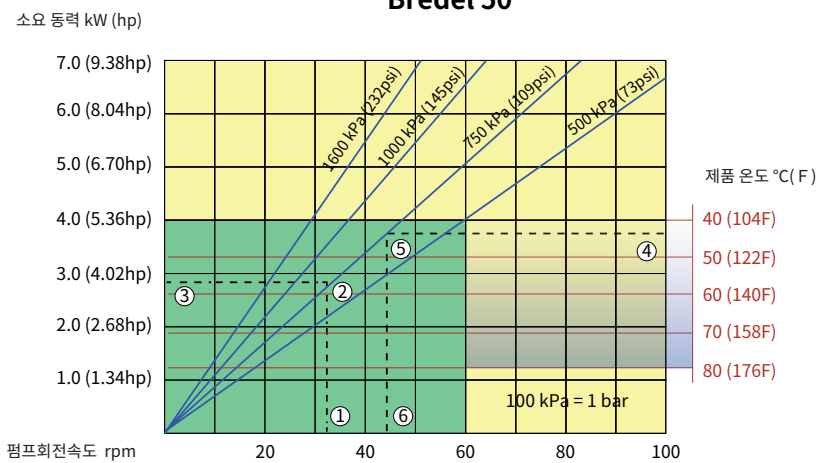 Bredel 50
소요 동력 kW (hp)
7.0 (9.38hp)
6.0 (8.04hp)
5.0 (6.70hp)
4.0 (5.36hp)
3.0 (4.02hp)
2.0 (2.68hp)
1.0 (1.34hp)
1600 kPa (232psi)
1000 kPa (145psi)
750 kPa (109psi)
500 kPa (73psi)
제품 온도 °C( F )
40 (104F)
50 (122F)
60 (140F)
70 (158F)
80 (176F)
⑤
④
③
②
①
⑥
100 kPa = 1 bar
펌프회전속도 rpm
20
40
60
80
100